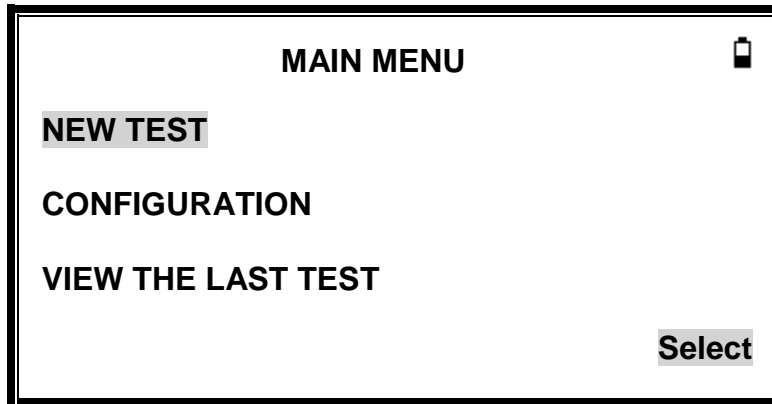 MAIN MENU
NEW TEST
CONFIGURATION
VIEW THE LAST TEST
Select